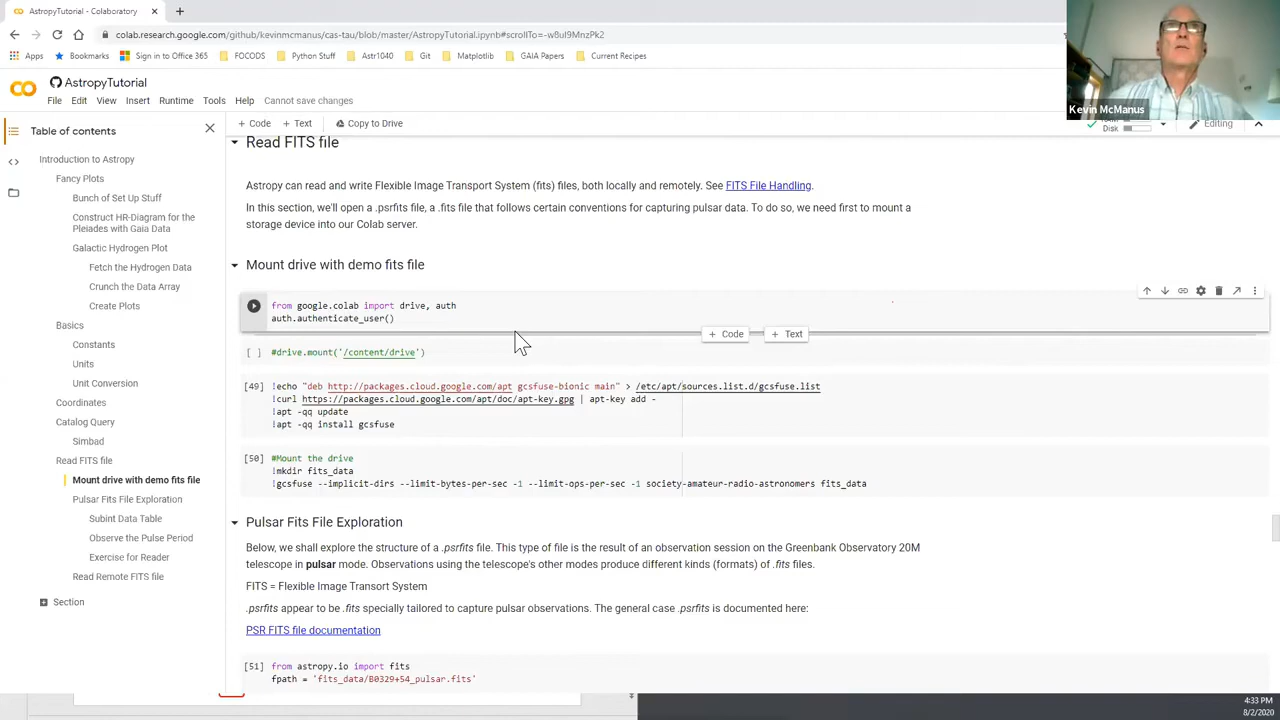 AstropyTutorial - Colaboratory
colab.research.google.com/github/kevinmcmanus/cas-tau/blob/master/AstropyTutorial.ipynb#scrollTo=-w8uI9MnzPk2
Apps Bookmarks Sign in to Office 365 FOCODS Python Stuff Astr1040 Git Matplotlib GAIA Papers Current Recipes
Kevin McManus
AstropyTutorial
File Edit View Insert Runtime Tools Help Cannot save changes
+ Code + Text Copy to Drive
Disk
Editing
Table of contents
Introduction to Astropy
Fancy Plots
Bunch of Set Up Stuff
Construct HR-Diagram for the
Pleiades with Gaia Data
Galactic Hydrogen Plot
Fetch the Hydrogen Data
Crunch the Data Array
Create Plots
Basics
Constants
Units
Unit Conversion
Coordinates
Catalog Query
Simbad
Read FITS file
Mount drive with demo fits file
Pulsar Fits File Exploration
Subint Data Table
Observe the Pulse Period
Exercise for Reader
Read Remote FITS file
Section
Read FITS file
Astropy can read and write Flexible Image Transport System (fits) files, both locally and remotely. See FITS File Handling.
In this section, we'll open a .psrfits file, a .fits file that follows certain conventions for capturing pulsar data. To do so, we need first to mount a
storage device into our Colab server.
Mount drive with demo fits file
from google.colab import drive, auth
auth.authenticate_user()
+ Code + Text
[ ] #drive.mount('/content/drive')
[49] !echo "deb http://packages.cloud.google.com/apt gcsfuse-bionic main" > /etc/apt/sources.list.d/gcsfuse.list
!curl https://packages.cloud.google.com/apt/doc/apt-key.gpg | apt-key add -
!apt -qq update
!apt -qq install gcsfuse
[50] #Mount the drive
!mkdir fits_data
!gcsfuse --implicit-dirs --limit-bytes-per-sec -1 --limit-ops-per-sec -1 society-amateur-radio-astronomers fits_data
Pulsar Fits File Exploration
Below, we shall explore the structure of a .psrfits file. This type of file is the result of an observation session on the Greenbank Observatory 20M
telescope in pulsar mode. Observations using the telescope's other modes produce different kinds (formats) of .fits files.
FITS = Flexible Image Transort System
.psrfits appear to be .fits specially tailored to capture pulsar observations. The general case .psrfits is documented here:
PSR FITS file documentation
[51] from astropy.io import fits
fpath = 'fits_data/B0329+54_pulsar.fits'
4:33 PM
8/2/2020